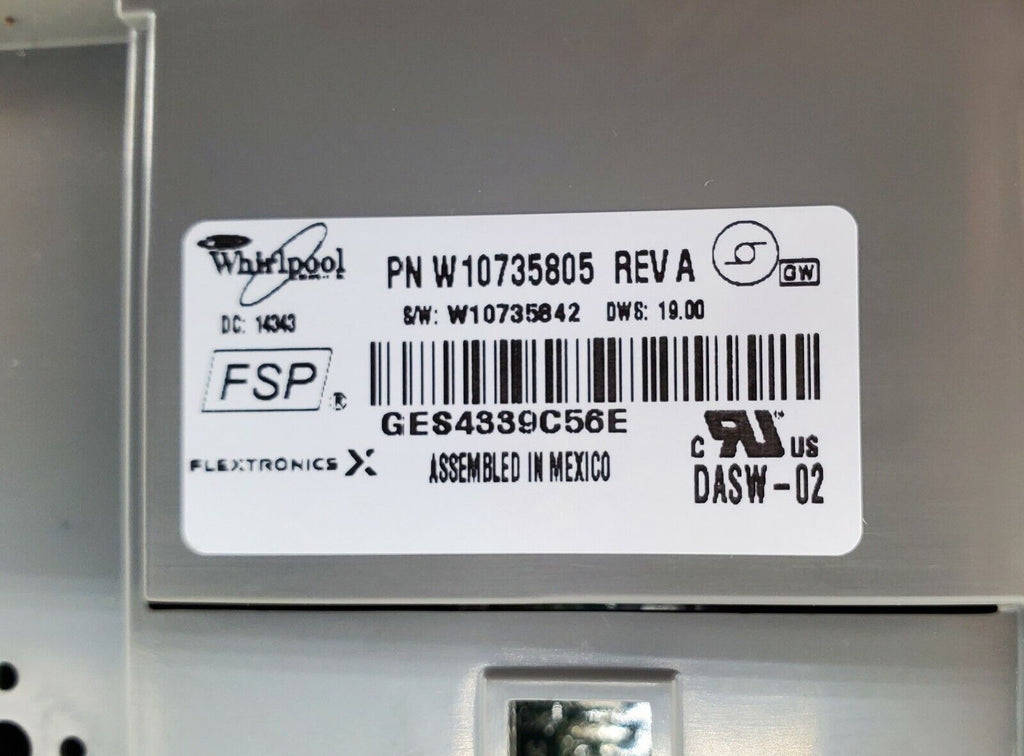 Whirlpool
PN W10735805 REV A
GW
S/W: W10735842 DWS: 19.00
DC: 14343
FSP ®
GES4339C56E
FLEXTRONICS
ASSEMBLED IN MEXICO
C RU US
DASW-02